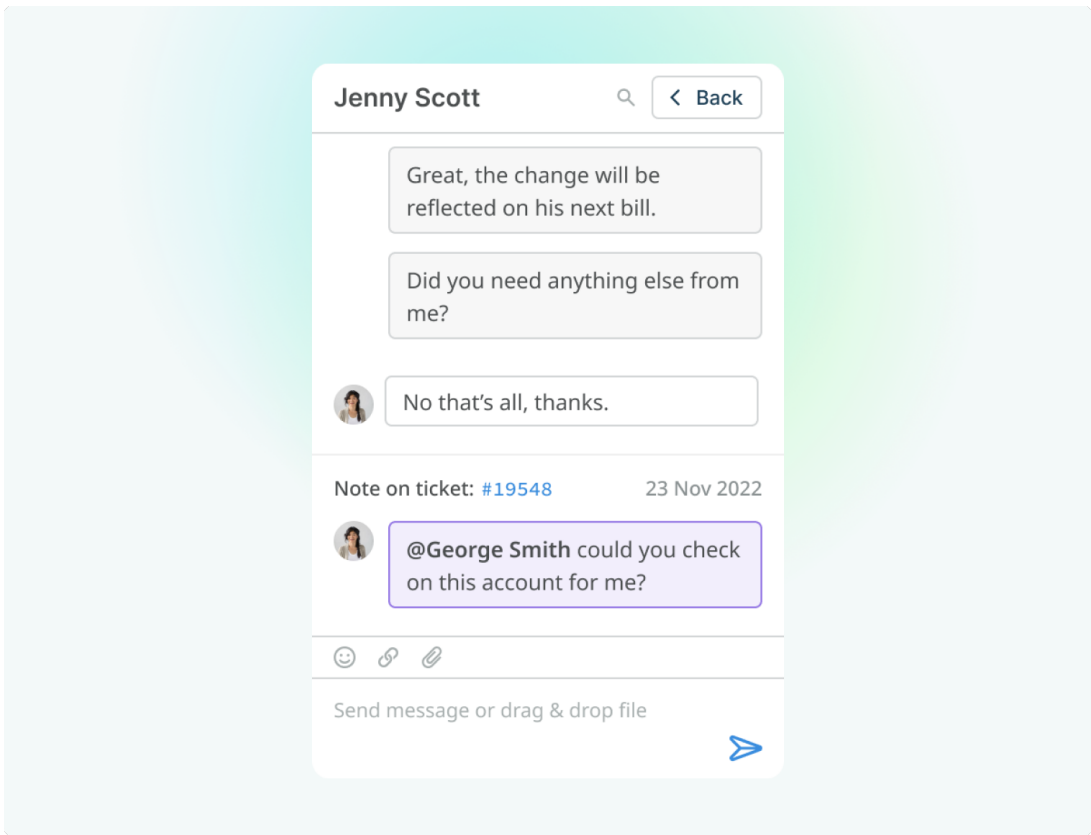 Jenny Scott
Back
Great, the change will be
reflected on his next bill.
Did you need anything else from
me?
No that’s all, thanks.
Note on ticket: #19548
23 Nov 2022
@George Smith could you check
on this account for me?
Send message or drag & drop file